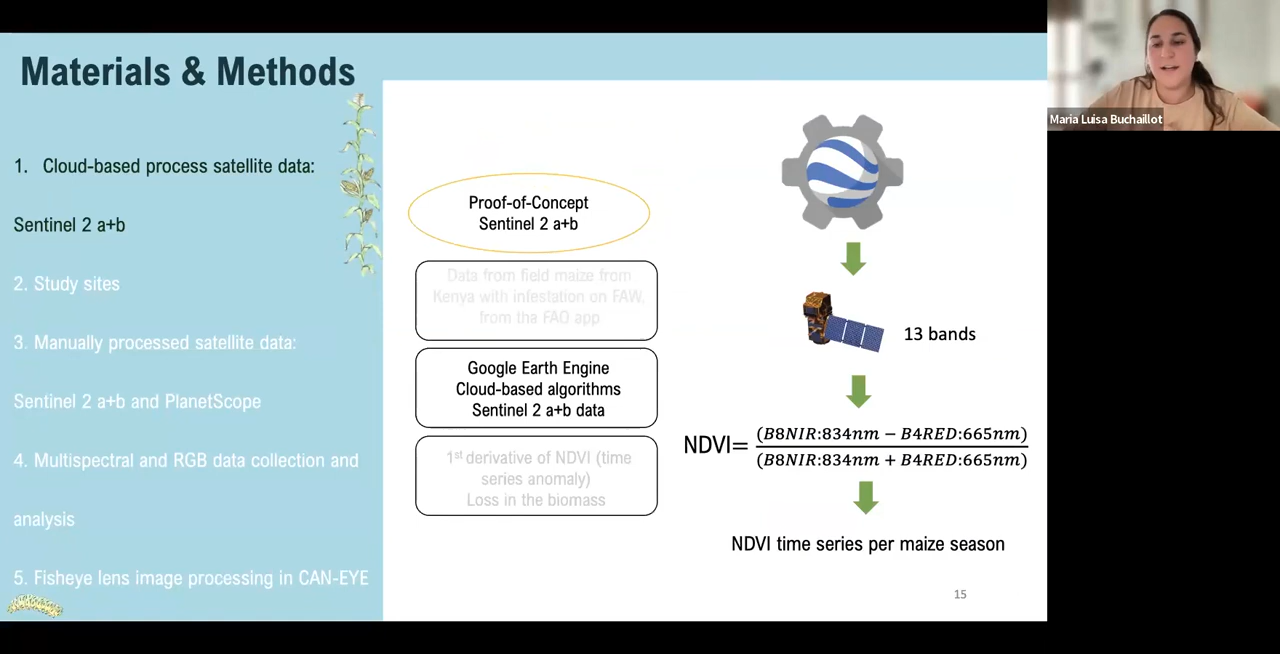 Materials & Methods
1. Cloud-based process satellite data:
Sentinel 2 a+b
2. Study sites
3. Manually processed satellite data:
Sentinel 2 a+b and PlanetScope
4. Multispectral and RGB data collection and
analysis
5. Fisheye lens image processing in CAN-EYE
Proof-of-Concept
Sentinel 2 a+b
Data from field maize from
Kenya with infestation on FAW,
from tha FAO app
Google Earth Engine
Cloud-based algorithms
Sentinel 2 a+b data
1st derivative of NDVI (time
series anomaly)
Loss in the biomass
13 bands
NDVI= (B8NIR:834nm − B4RED:665nm)
(B8NIR:834nm + B4RED:665nm)
NDVI time series per maize season
15
Maria Luisa Buchaillot